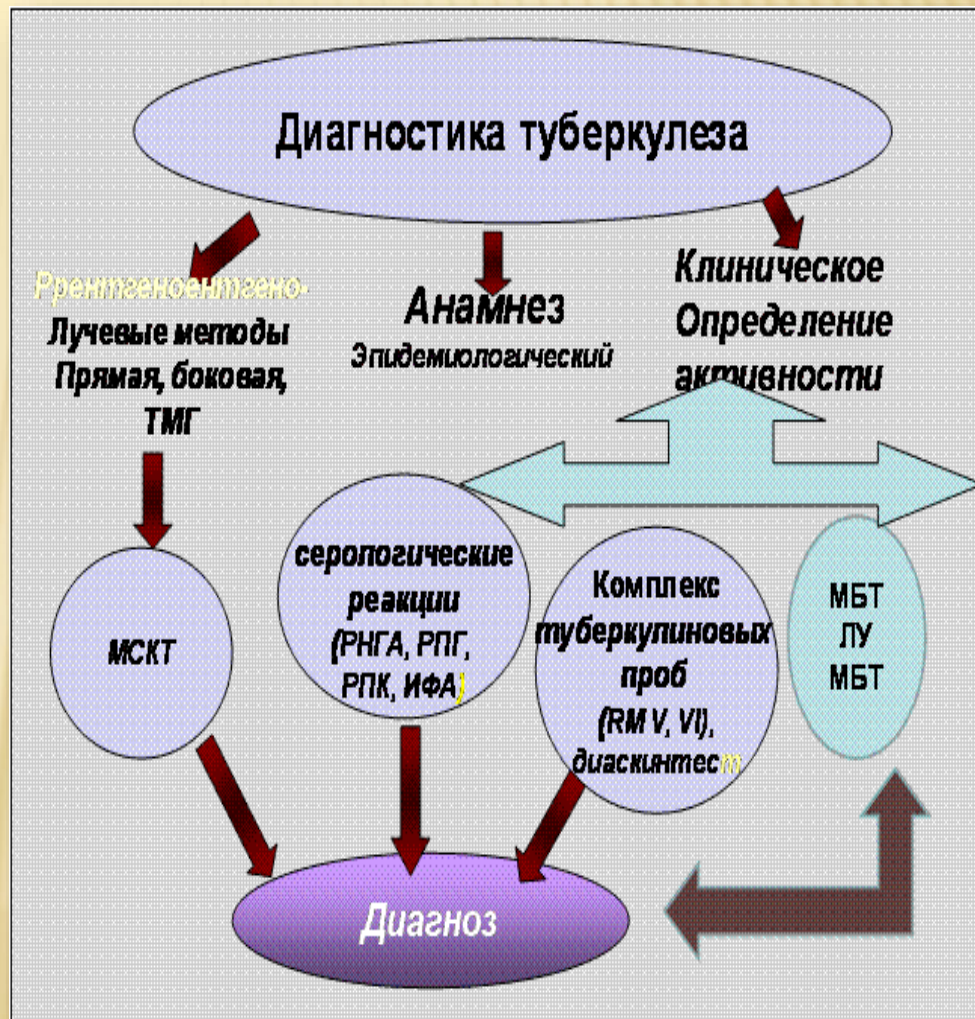 Диагностика туберкулеза
Ррентгеноентгено-
Лучевые методы
Прямая, боковая,
ТМГ
Анамнез
Эпидемиологический
Клиническое
Определение
активности
МСКТ
серологические
реакции
(РНГА, РПГ,
РПК, ИФА)
Комплекс
туберкулиновых
проб
(RM V, VI),
диаскинтест
МБТ
ЛУ
МБТ
Диагноз